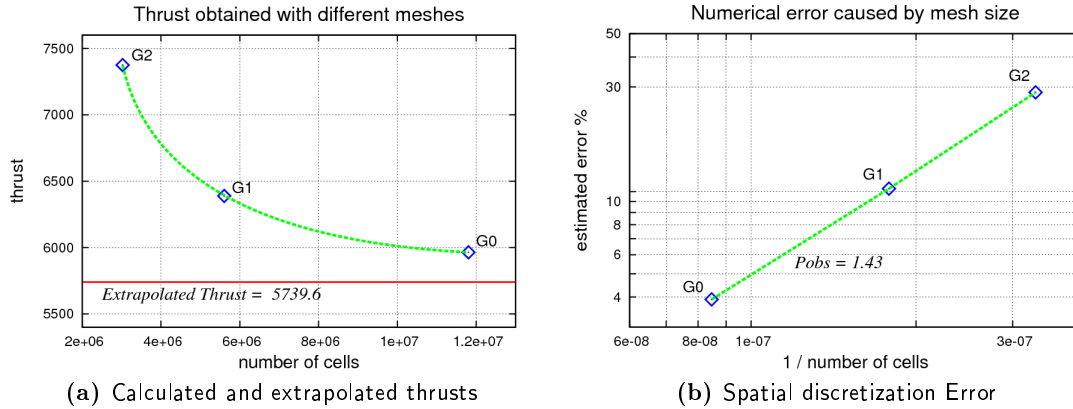 Thrust obtained with different meshes
7500
7000
6500
6000
5500
thrust
G2
G1
G0
Extrapolated Thrust = 5739.6
2e+06 4e+06 6e+06 8e+06 1e+07 1.2e+07
number of cells
(a) Calculated and extrapolated thrusts
Numerical error caused by mesh size
50
30
10
8
6
4
estimated error %
G2
G1
G0
Pobs = 1.43
6e-08 8e-08 1e-07 3e-07
1 / number of cells
(b) Spatial discretization Error